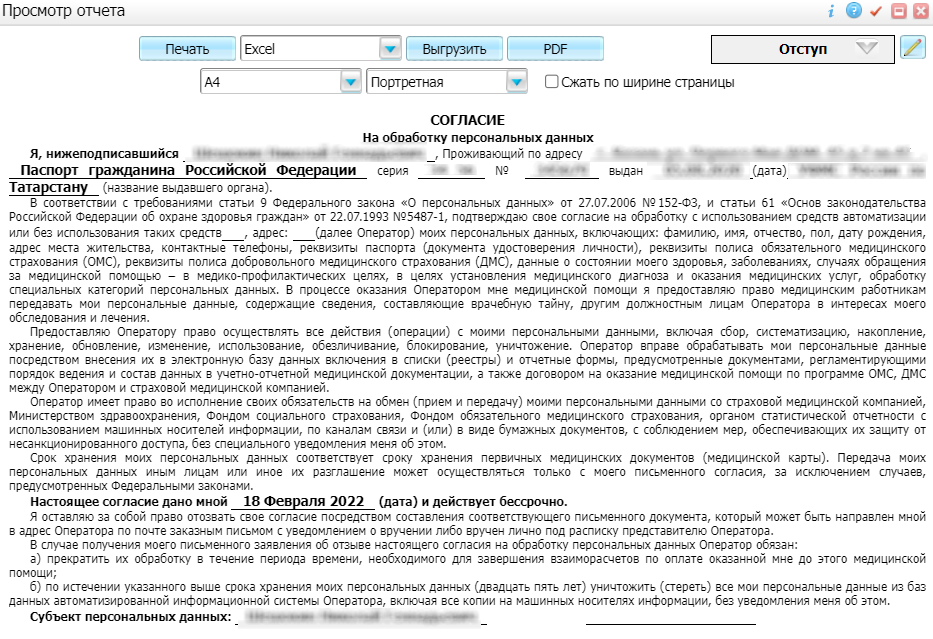 Просмотр отчета
Печать Excel Выгрузить PDF Отступ
A4 Портретная Сжать по ширине страницы
СОГЛАСИЕ
На обработку персональных данных
Я, нижеподписавшийся , Проживающий по адресу
Паспорт гражданина Российской Федерации серия № выдан (дата)
Татарстану (название выдавшего органа).
В соответствии с требованиями статьи 9 Федерального закона «О персональных данных» от 27.07.2006 №152-ФЗ, и статьи 61 «Основ законодательства
Российской Федерации об охране здоровья граждан» от 22.07.1993 №5487-1, подтверждаю свое согласие на обработку с использованием средств автоматизации
или без использования таких средств___, адрес: ___(далее Оператор) моих персональных данных, включающих: фамилию, имя, отчество, пол, дату рождения,
адрес места жительства, контактные телефоны, реквизиты паспорта (документа удостоверения личности), реквизиты полиса обязательного медицинского
страхования (ОМС), реквизиты полиса добровольного медицинского страхования (ДМС), данные о состоянии моего здоровья, заболеваниях, случаях обращения
за медицинской помощью – в медико-профилактических целях, в целях установления медицинского диагноза и оказания медицинских услуг, обработку
специальных категорий персональных данных. В процессе оказания Оператором мне медицинской помощи я предоставляю право медицинским работникам
передавать мои персональные данные, содержащие сведения, составляющие врачебную тайну, другим должностным лицам Оператора в интересах моего
обследования и лечения.
Предоставляю Оператору право осуществлять все действия (операции) с моими персональными данными, включая сбор, систематизацию, накопление,
хранение, обновление, изменение, использование, обезличивание, блокирование, уничтожение. Оператор вправе обрабатывать мои персональные данные
посредством внесения их в электронную базу данных включения в списки (реестры) и отчетные формы, предусмотренные документами, регламентирующими
порядок ведения и состав данных в учетно-отчетной медицинской документации, а также договором на оказание медицинской помощи по программе ОМС, ДМС
между Оператором и страховой медицинской компанией.
Оператор имеет право во исполнение своих обязательств на обмен (прием и передачу) моими персональными данными со страховой медицинской компанией,
Министерством здравоохранения, Фондом социального страхования, Фондом обязательного медицинского страхования, органом статистической отчетности с
использованием машинных носителей информации, по каналам связи и (или) в виде бумажных документов, с соблюдением мер, обеспечивающих их защиту от
несанкционированного доступа, без специального уведомления меня об этом.
Срок хранения моих персональных данных соответствует сроку хранения первичных медицинских документов (медицинской карты). Передача моих
персональных данных иным лицам или иное их разглашение может осуществляться только с моего письменного согласия, за исключением случаев,
предусмотренных Федеральными законами.
Настоящее согласие дано мной 18 Февраля 2022 (дата) и действует бессрочно.
Я оставляю за собой право отозвать свое согласие посредством составления соответствующего письменного документа, который может быть направлен мной
в адрес Оператора по почте заказным письмом с уведомлением о вручении либо вручен лично под расписку представителю Оператора.
В случае получения моего письменного заявления об отзыве настоящего согласия на обработку персональных данных Оператор обязан:
а) прекратить их обработку в течение периода времени, необходимого для завершения взаиморасчетов по оплате оказанной мне до этого медицинской
помощи;
б) по истечении указанного выше срока хранения моих персональных данных (двадцать пять лет) уничтожить (стереть) все мои персональные данные из баз
данных автоматизированной информационной системы Оператора, включая все копии на машинных носителях информации, без уведомления меня об этом.
Субъект персональных данных: